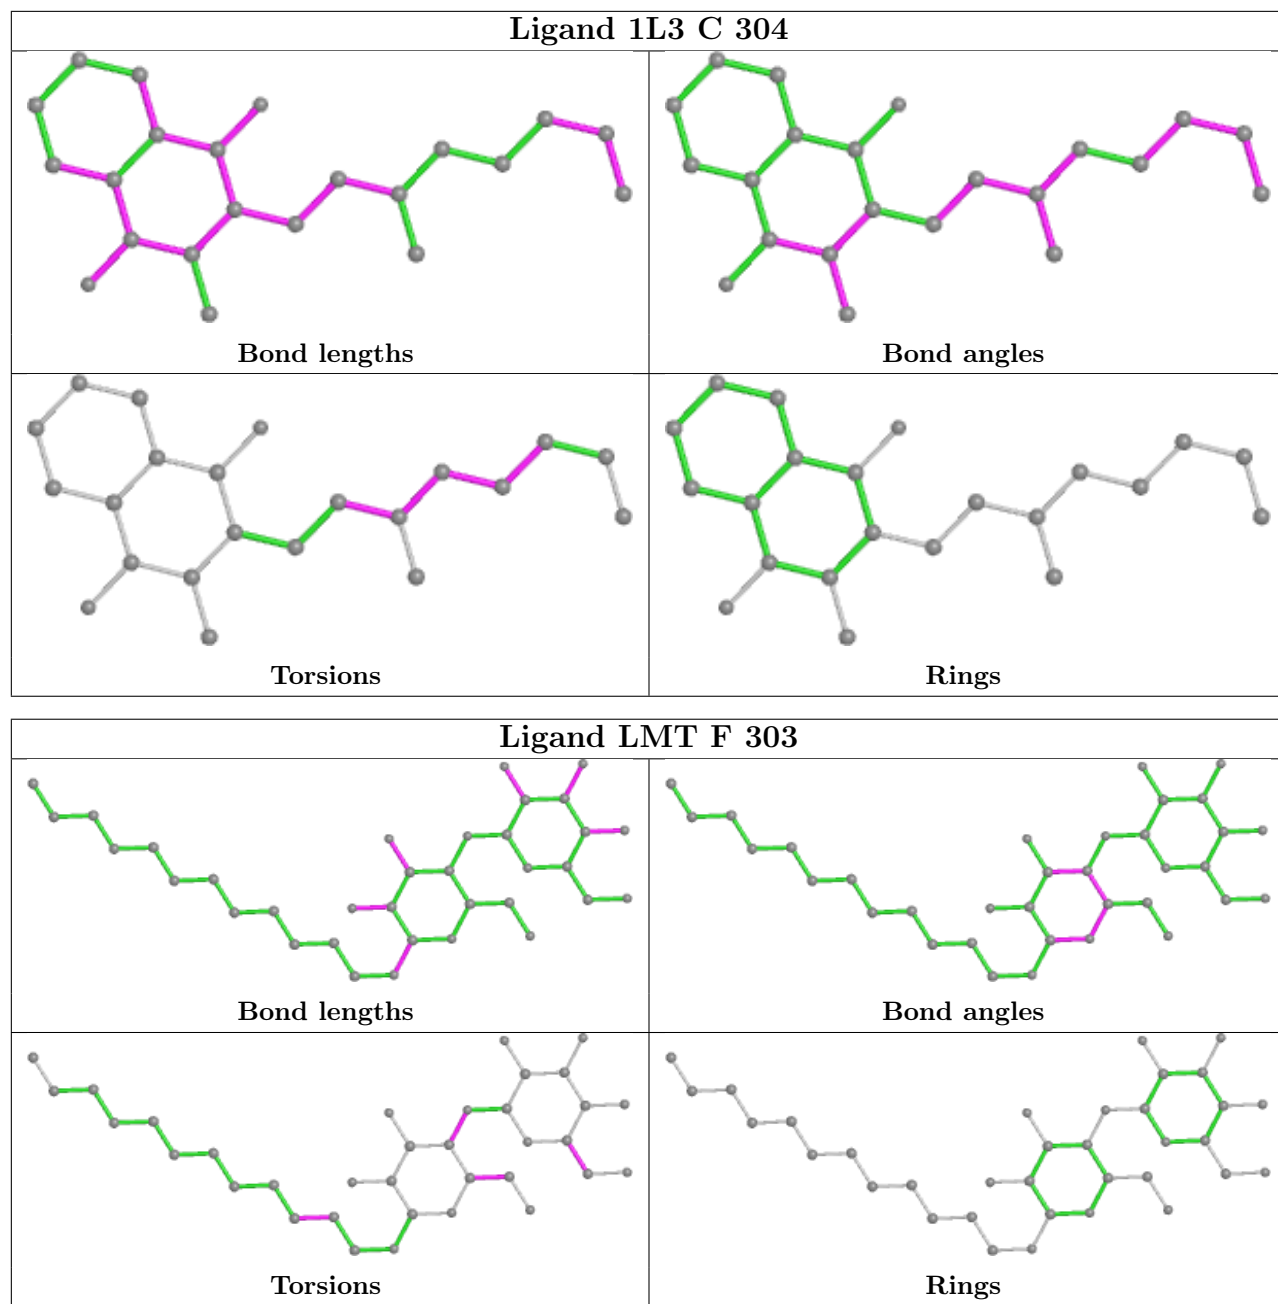 Ligand 1L3 C 304
Bond lengths
Bond angles
Torsions
Rings
Ligand LMT F 303
Bond lengths
Bond angles
Torsions
Rings